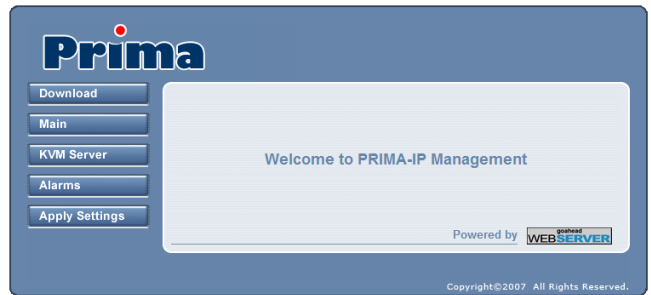 Prima
Download
Main
KVM Server
Alarms
Apply Settings
Welcome to PRIMA-IP Management
Powered by
goahead
WEBSERVER
Copyright©2007 All Rights Reserved.